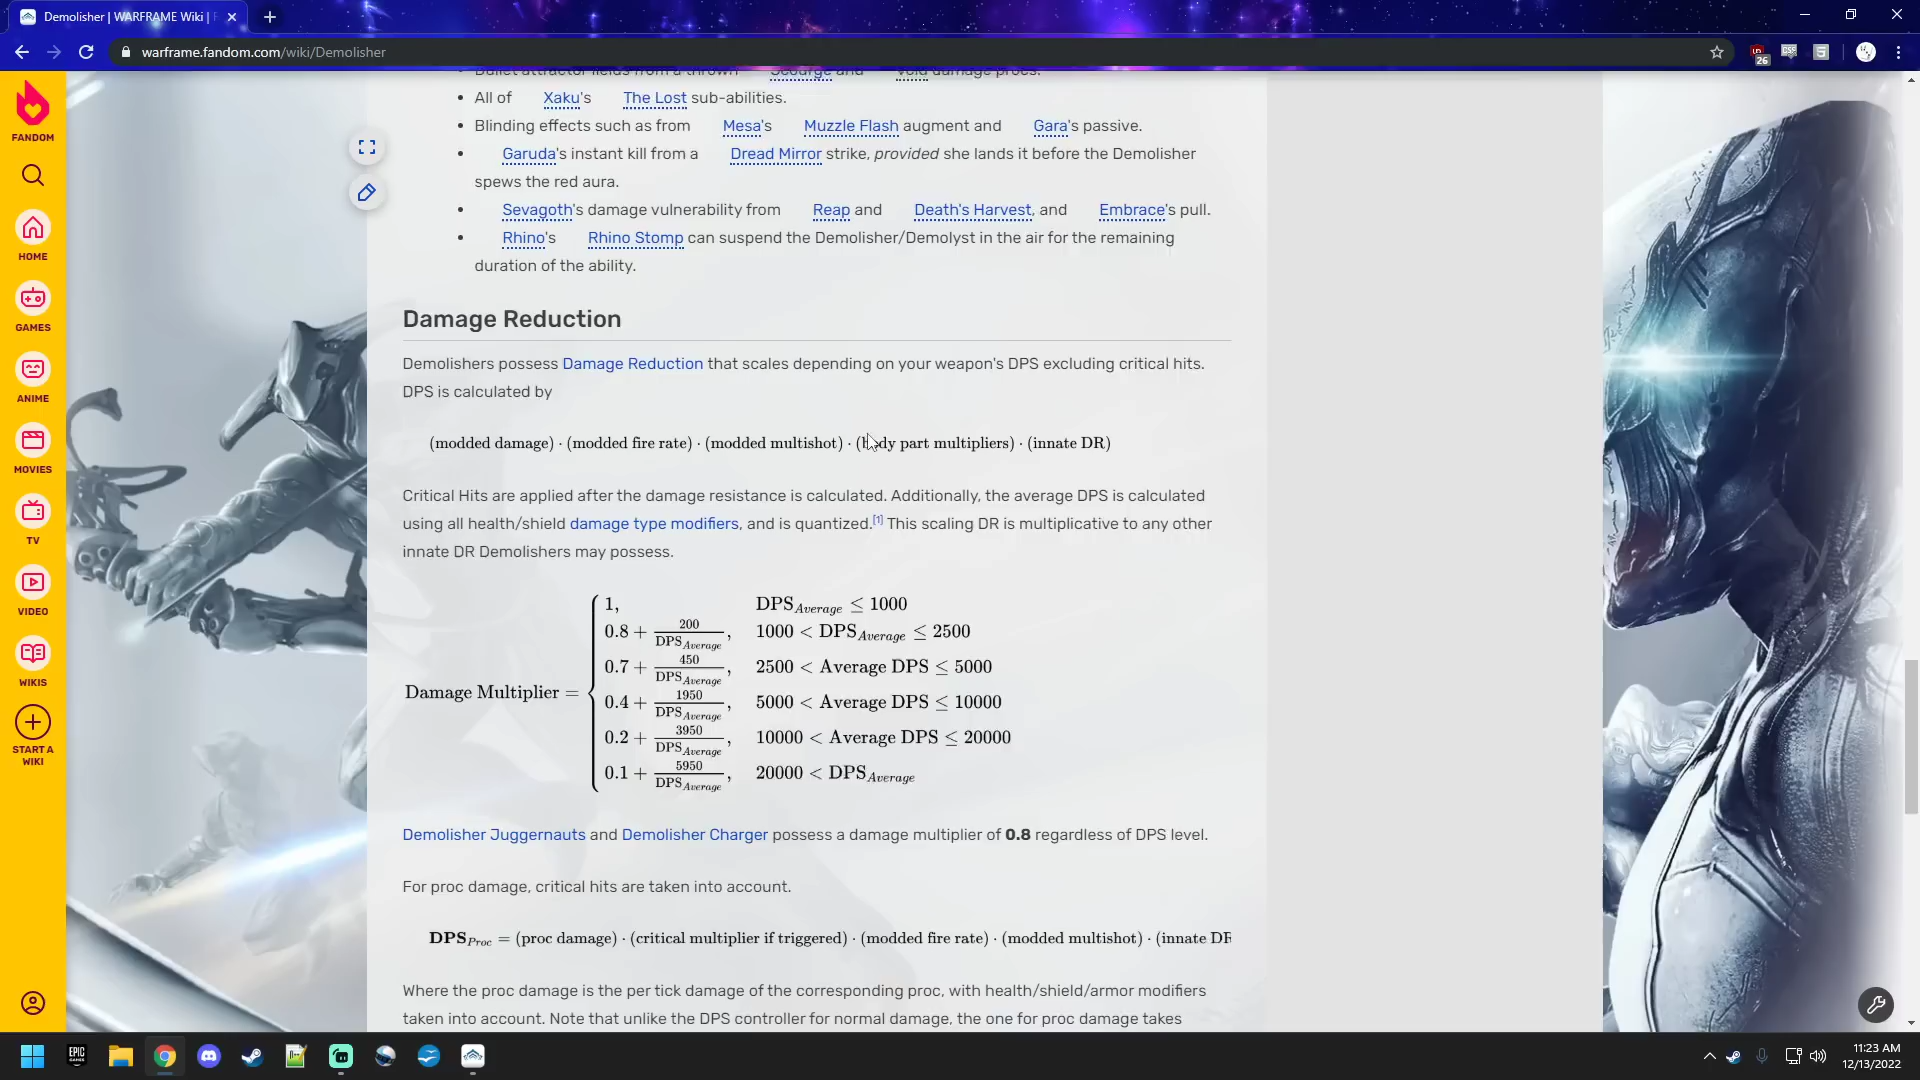 Demolisher | WARFRAME Wiki |
warframe.fandom.com/wiki/Demolisher
26
FANDOM
HOME
GAMES
ANIME
MOVIES
TV
VIDEO
WIKIS
START A
WIKI
Bullet attractor fields from a thrown Scourge and Void damage procs.
• All of Xaku's The Lost sub-abilities.
• Blinding effects such as from Mesa's Muzzle Flash augment and Gara's passive.
• Garuda's instant kill from a Dread Mirror strike, provided she lands it before the Demolisher
spews the red aura.
• Sevagoth's damage vulnerability from Reap and Death's Harvest, and Embrace's pull.
• Rhino's Rhino Stomp can suspend the Demolisher/Demolyst in the air for the remaining
duration of the ability.
Damage Reduction
Demolishers possess Damage Reduction that scales depending on your weapon's DPS excluding critical hits.
DPS is calculated by
(modded damage) · (modded fire rate) · (modded multishot) · (body part multipliers) · (innate DR)
Critical Hits are applied after the damage resistance is calculated. Additionally, the average DPS is calculated
using all health/shield damage type modifiers, and is quantized.[1] This scaling DR is multiplicative to any other
innate DR Demolishers may possess.
Damage Multiplier =
1, DPS_Average ≤ 1000
0.8 + 200/DPS_Average, 1000 < DPS_Average ≤ 2500
0.7 + 450/DPS_Average, 2500 < Average DPS ≤ 5000
0.4 + 1950/DPS_Average, 5000 < Average DPS ≤ 10000
0.2 + 3950/DPS_Average, 10000 < Average DPS ≤ 20000
0.1 + 5950/DPS_Average, 20000 < DPS_Average
Demolisher Juggernauts and Demolisher Charger possess a damage multiplier of 0.8 regardless of DPS level.
For proc damage, critical hits are taken into account.
DPS_Proc = (proc damage) · (critical multiplier if triggered) · (modded fire rate) · (modded multishot) · (innate DR
Where the proc damage is the per tick damage of the corresponding proc, with health/shield/armor modifiers
taken into account. Note that unlike the DPS controller for normal damage, the one for proc damage takes
EPIC
GAMES
11:23 AM
12/13/2022